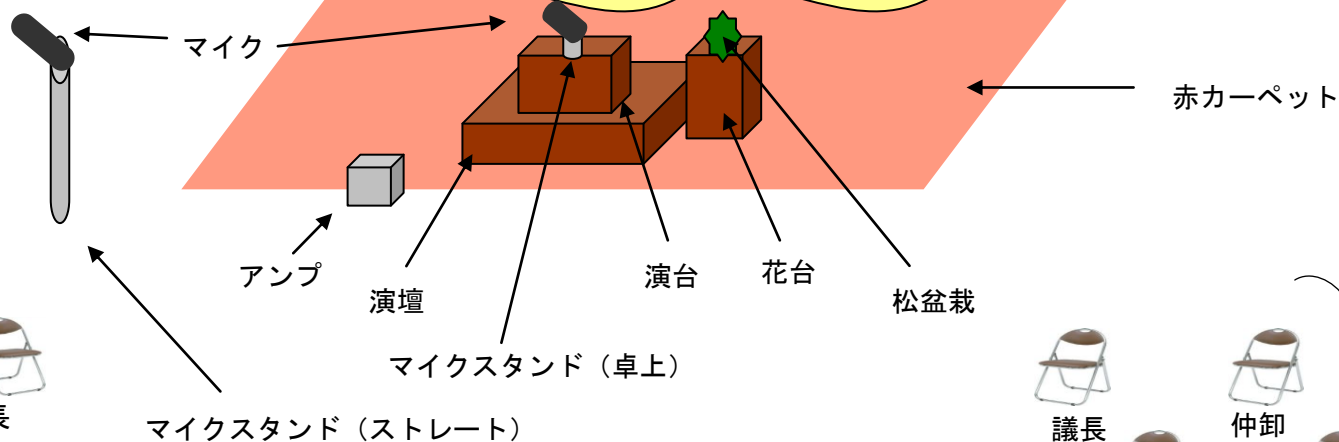 マイク
赤カーペット
アンプ
演壇
演台
花台
松盆栽
マイクスタンド（卓上）
マイクスタンド（ストレート）
長
議長
仲卸